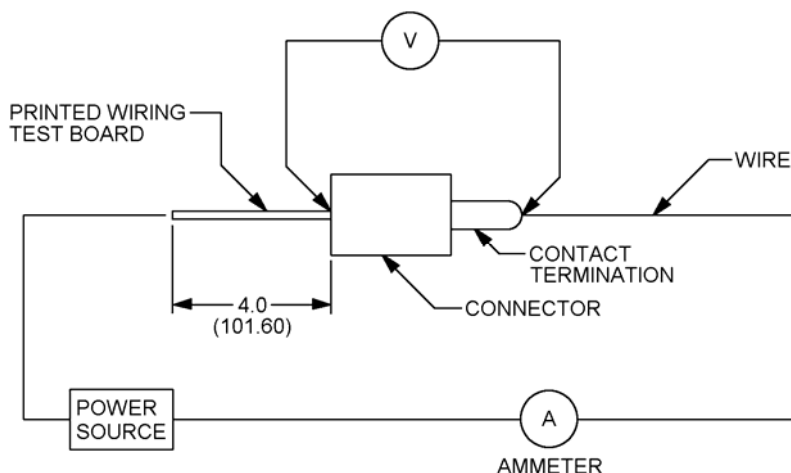 V
PRINTED WIRING
TEST BOARD
WIRE
CONTACT
TERMINATION
4.0
(101.60)
CONNECTOR
POWER
SOURCE
A
AMMETER